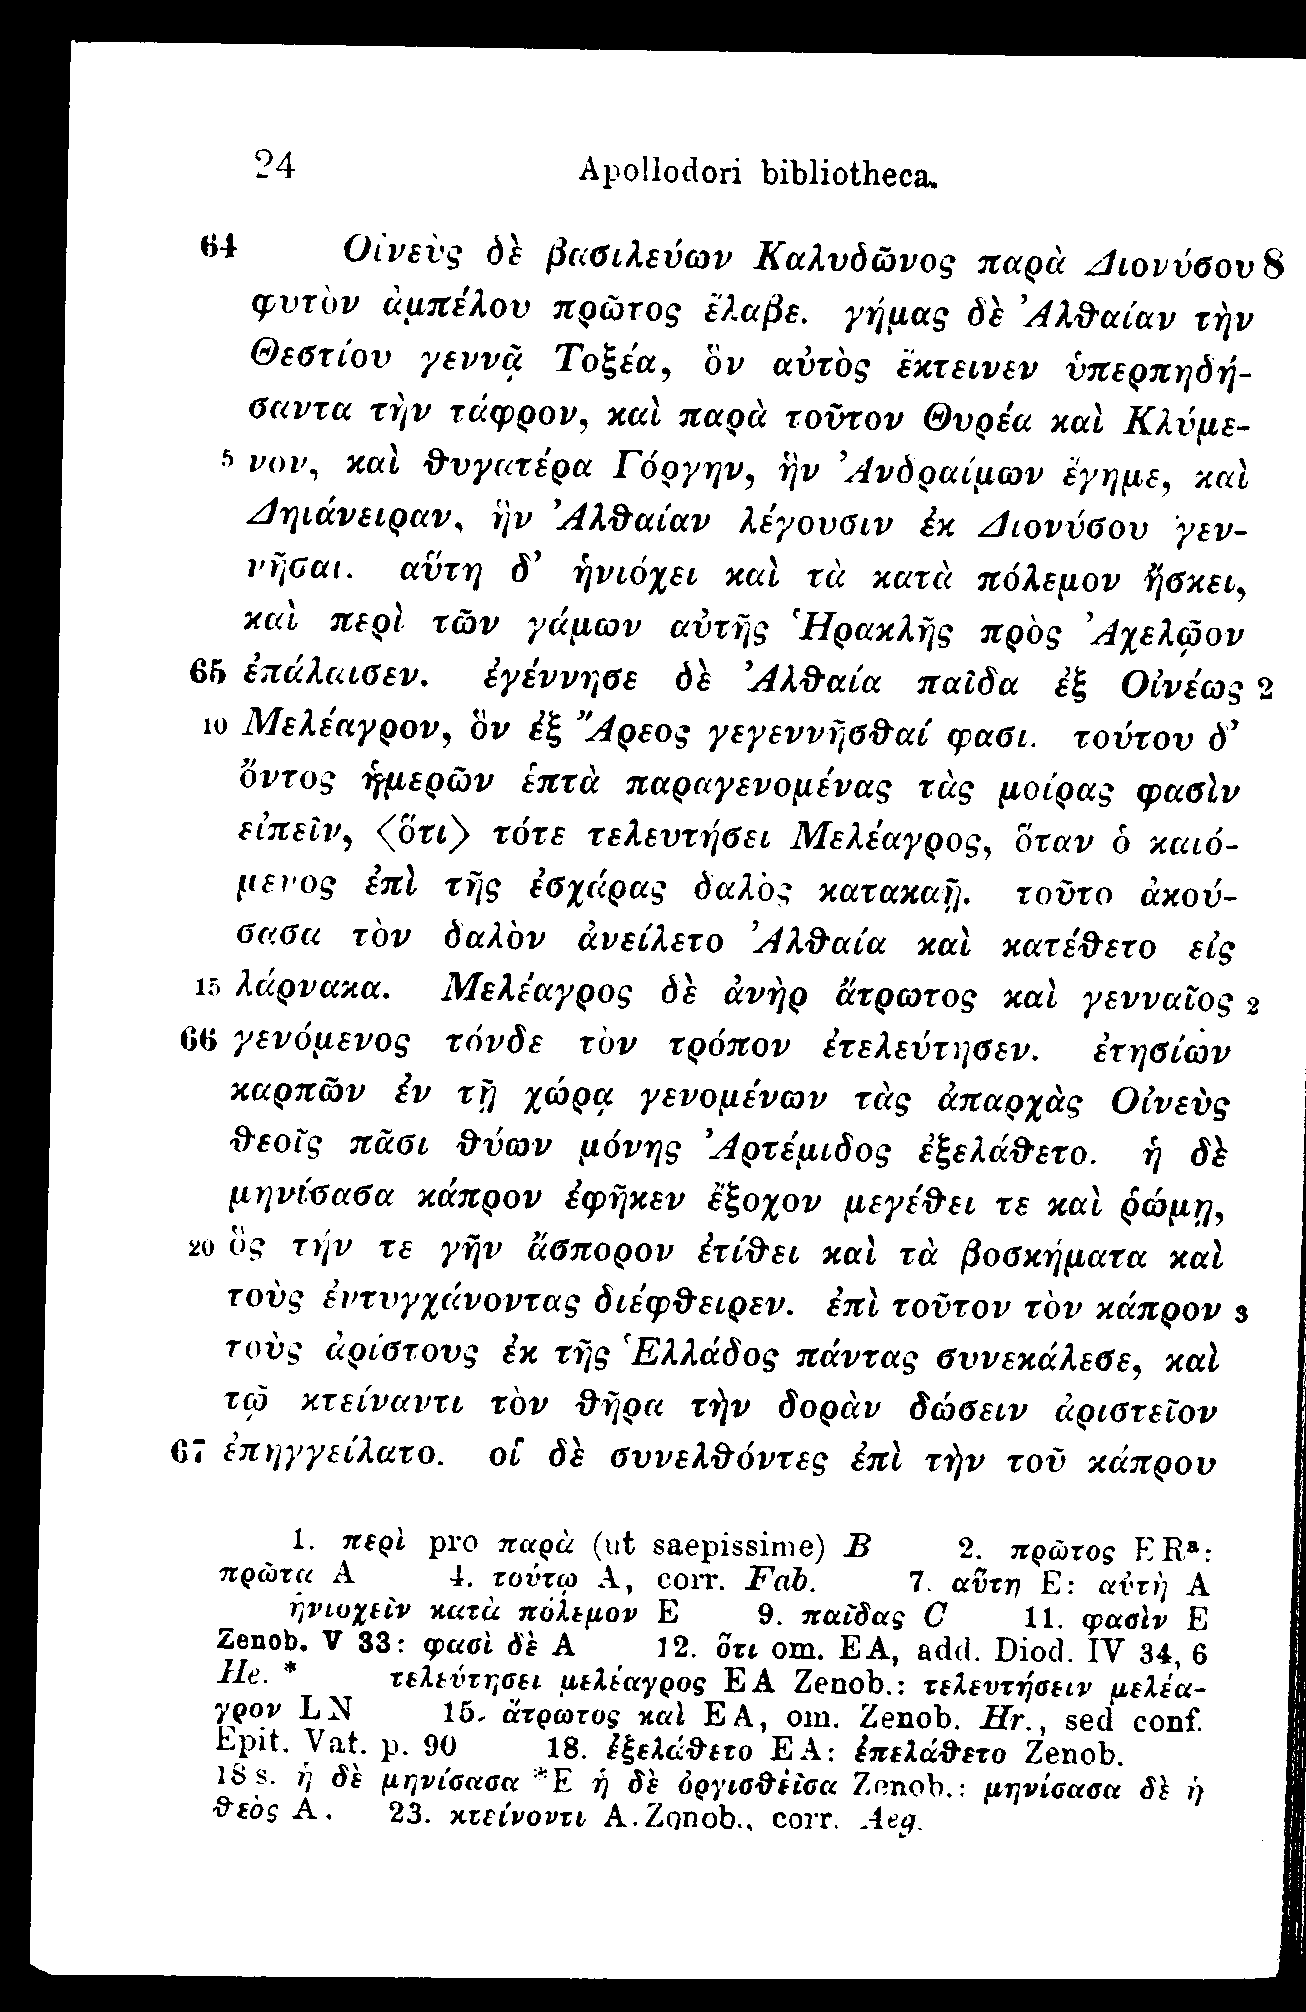 24 Apollodori bibliotheca.
64 Οἰνεὺς δὲ βασιλεύων Καλυδῶνος παρὰ Διονύσου 8
φυτὸν ἀμπέλου πρῶτος ἔλαβε. γήμας δὲ Ἀλθαίαν τὴν
Θεστίου γεννᾷ Τοξέα, ὃν αὐτὸς ἔκτεινεν ὑπερπηδή-
σαντα τὴν τάφρον, καὶ παρὰ τοῦτον Θυρέα καὶ Κλύμε-
5 νον, καὶ θυγατέρα Γόργην, ἣν Ἀνδραίμων ἔγημε, καὶ
Δηιάνειραν, ἣν Ἀλθαίαν λέγουσιν ἐκ Διονύσου γεν-
νῆσαι. αὕτη δ’ ἡνιόχει καὶ τὰ κατὰ πόλεμον ἤσκει,
καὶ περὶ τῶν γάμων αὐτῆς Ἡρακλῆς πρὸς Ἀχελῷον
65 ἐπάλαισεν. ἐγέννησε δὲ Ἀλθαία παῖδα ἐξ Οἰνέως 2
10 Μελέαγρον, ὃν ἐξ Ἄρεος γεγεννῆσθαί φασι. τούτου δ’
ὄντος ἡμερῶν ἑπτὰ παραγενομένας τὰς μοίρας φασὶν
εἰπεῖν, 〈ὅτι〉 τότε τελευτήσει Μελέαγρος, ὅταν ὁ καιό-
μενος ἐπὶ τῆς ἐσχάρας δαλὸς κατακαῇ. τοῦτο ἀκού-
σασα τὸν δαλὸν ἀνείλετο Ἀλθαία καὶ κατέθετο εἰς
15 λάρνακα. Μελέαγρος δὲ ἀνὴρ ἄτρωτος καὶ γενναῖος 2
66 γενόμενος τόνδε τὸν τρόπον ἐτελεύτησεν. ἐτησίων
καρπῶν ἐν τῇ χώρᾳ γενομένων τὰς ἀπαρχὰς Οἰνεὺς
θεοῖς πᾶσι θύων μόνης Ἀρτέμιδος ἐξελάθετο. ἡ δὲ
μηνίσασα κάπρον ἐφῆκεν ἔξοχον μεγέθει τε καὶ ῥώμῃ,
20 ὃς τήν τε γῆν ἄσπορον ἐτίθει καὶ τὰ βοσκήματα καὶ
τοὺς ἐντυγχάνοντας διέφθειρεν. ἐπὶ τοῦτον τὸν κάπρον 3
τοὺς ἀρίστους ἐκ τῆς Ἑλλάδος πάντας συνεκάλεσε, καὶ
τῷ κτείναντι τὸν θῆρα τὴν δορὰν δώσειν ἀριστεῖον
67 ἐπηγγείλατο. οἱ δὲ συνελθόντες ἐπὶ τὴν τοῦ κάπρου
1. περὶ pro παρὰ (ut saepissime) B 2. πρῶτος E Rᵃ:
πρῶτα A 4. τούτῳ A, corr. Fab. 7. αὕτη E: αὐτὴ A
ἡνιοχεῖν κατὰ πόλεμον E 9. παῖδας C 11. φασὶν E
Zenob. V 33: φασὶ δὲ A 12. ὅτι om. EA, add. Diod. IV 34, 6
He. * τελεύτησει μελέαγρος EA Zenob.: τελευτήσειν μελέα-
γρον LN 15. ἄτρωτος καὶ EA, om. Zenob. Hr., sed conf.
Epit. Vat. p. 90 18. ἐξελάθετο EA: ἐπελάθετο Zenob.
18 s. ἡ δὲ μηνίσασα *E ἡ δὲ ὀργισθεῖσα Zenob.: μηνίσασα δὲ ἡ
θεὸς A. 23. κτείνοντι A. Zenob., corr. Aeg.